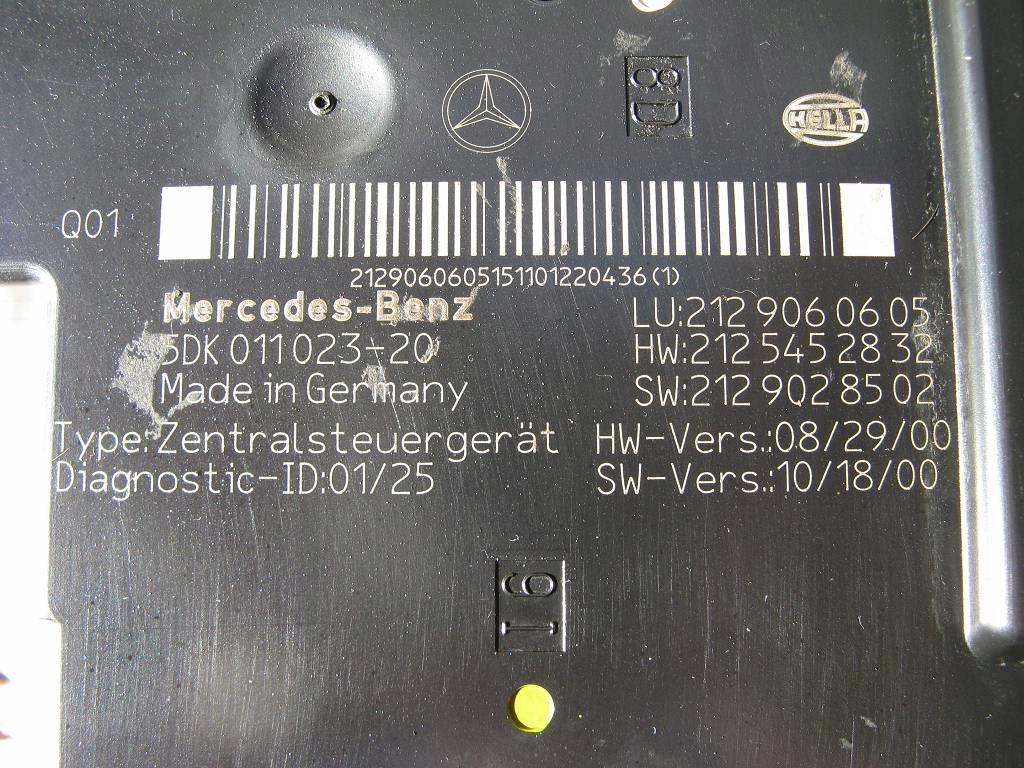 8D
HELLA
Q01
2129060605151101220436(1)
Mercedes-Benz
LU:212 906 06 05
5DK 011 023-20
HW:212 545 28 32
Made in Germany
SW:212 902 85 02
Type:Zentralsteuergerät HW-Vers.:08/29/00
Diagnostic-ID:01/25 SW-Vers.:10/18/00
16